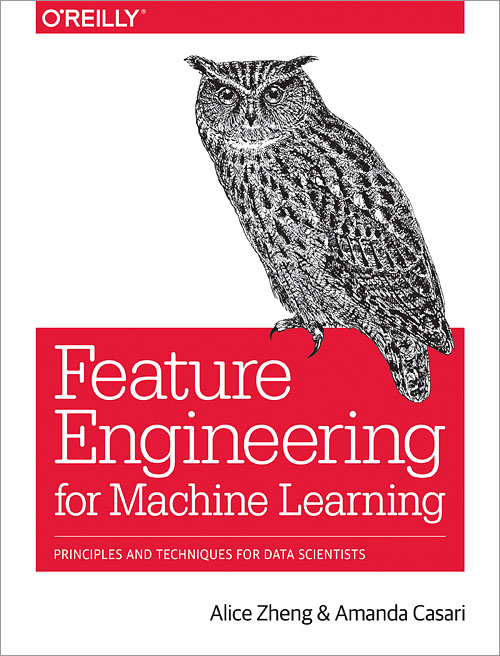 O'REILLY®
Feature
Engineering
for Machine Learning
PRINCIPLES AND TECHNIQUES FOR DATA SCIENTISTS
Alice Zheng & Amanda Casari